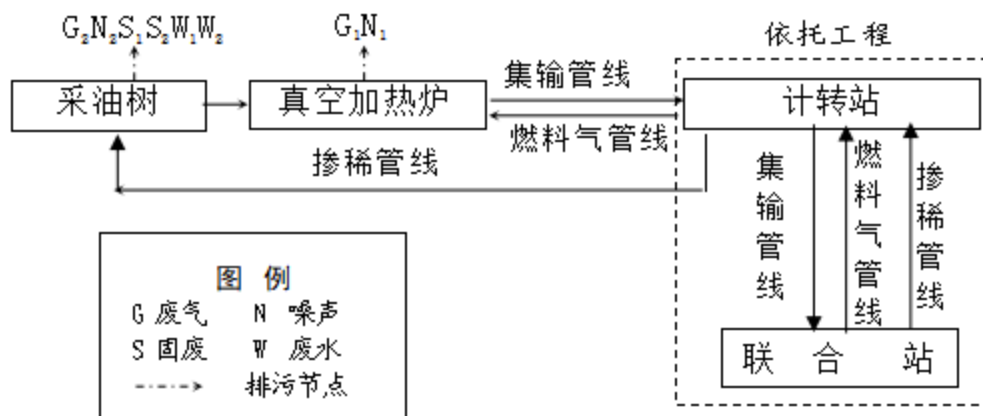 G₂N₂S₁S₂W₁W₂
G₁N₁
依托工程
采油树
真空加热炉
集输管线
燃料气管线
计转站
掺稀管线
集输管线
燃料气管线
掺稀管线
联合站
图例
G 废气 N 噪声
S 固废 W 废水
排污节点